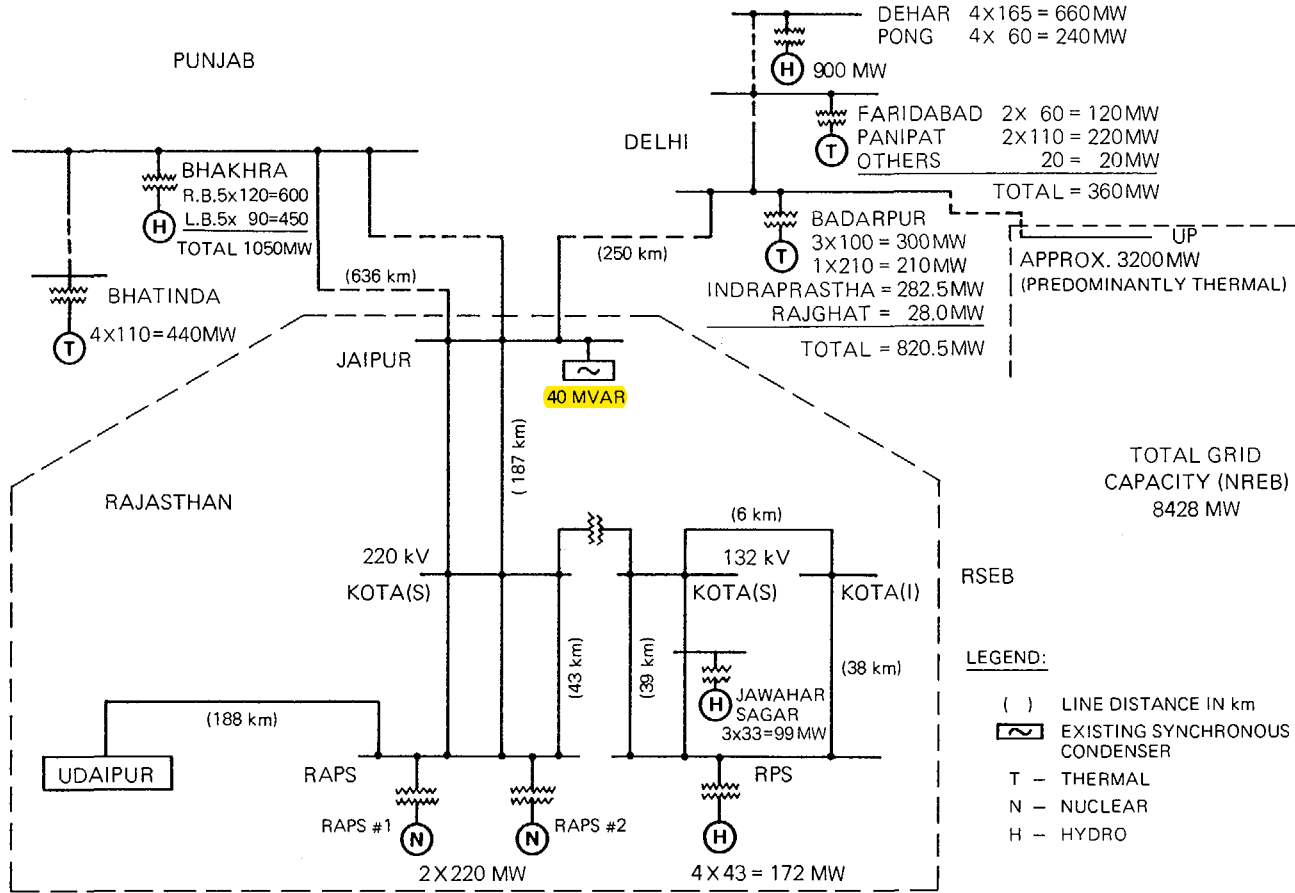 PUNJAB
DEHAR 4X165 = 660MW
PONG 4X 60 = 240MW
H 900 MW
DELHI
FARIDABAD 2X 60 = 120MW
PANIPAT 2X110 = 220MW
OTHERS 20 = 20MW
T
TOTAL = 360MW
BHAKHRA
R.B.5x120=600
L.B.5x 90=450
H
TOTAL 1050MW
BADARPUR
3X100 = 300MW
1X210 = 210MW
T
INDRAPRASTHA = 282.5MW
RAJGHAT = 28.0MW
TOTAL = 820.5MW
UP
APPROX. 3200MW
(PREDOMINANTLY THERMAL)
(250 km)
(636 km)
BHATINDA
4X110=440MW
T
JAIPUR
~
40 MVAR
(187 km)
TOTAL GRID
CAPACITY (NREB)
8428 MW
RAJASTHAN
(6 km)
220 kV
KOTA(S)
132 kV
KOTA(S)
KOTA(I)
RSEB
(43 km)
(39 km)
(38 km)
H
JAWAHAR
SAGAR
3x33=99MW
(188 km)
UDAIPUR
RAPS
RPS
RAPS #1
N
N
RAPS #2
H
2X220 MW
4X43 = 172MW
LEGEND:
( ) LINE DISTANCE IN km
~ EXISTING SYNCHRONOUS
CONDENSER
T – THERMAL
N – NUCLEAR
H – HYDRO